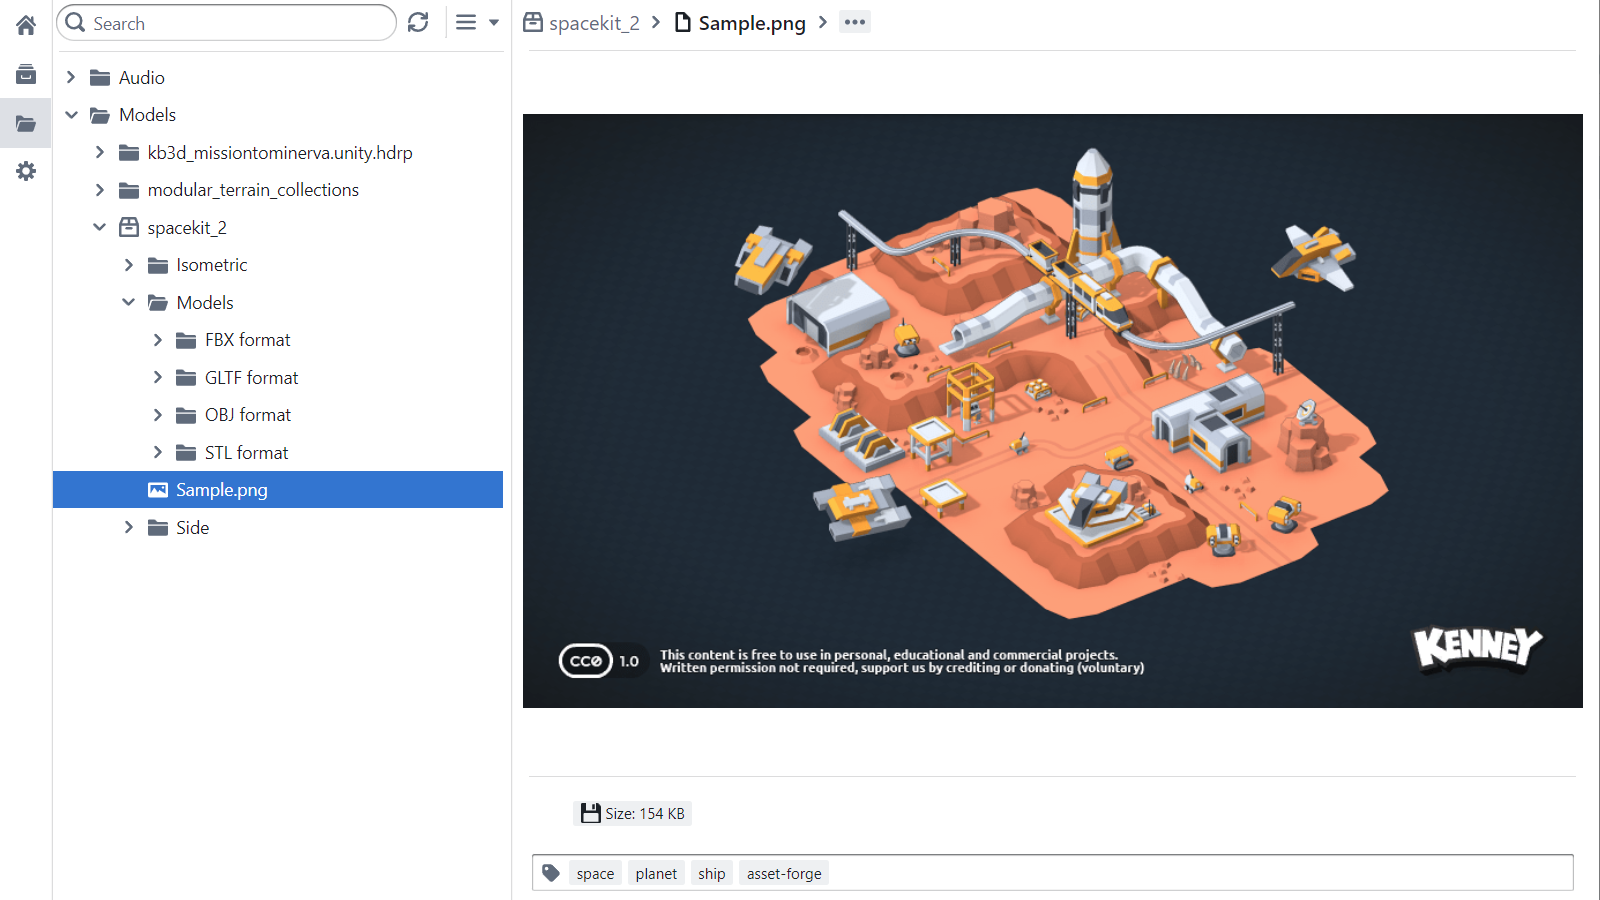 Search
spacekit_2 > Sample.png > •••
Audio
Models
kb3d_missiontominerva.unity.hdrp
modular_terrain_collections
spacekit_2
Isometric
Models
FBX format
GLTF format
OBJ format
STL format
Sample.png
Side
CC0 1.0
This content is free to use in personal, educational and commercial projects.
Written permission not required, support us by crediting or donating (voluntary)
KENNEY
Size: 154 KB
space planet ship asset-forge